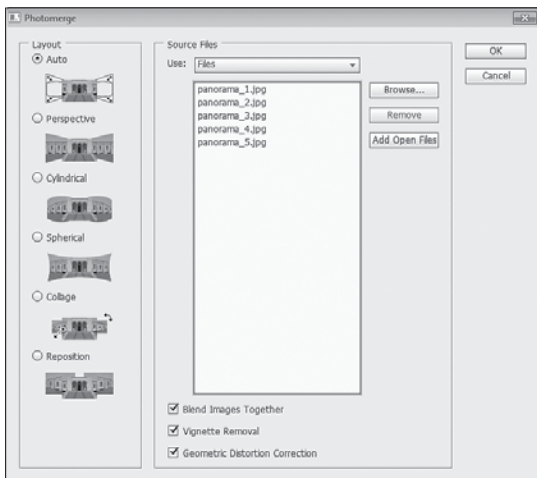 Photomerge
Layout
Auto
Perspective
Cylindrical
Spherical
Collage
Reposition
Source Files
Use: Files
panorama_1.jpg
panorama_2.jpg
panorama_3.jpg
panorama_4.jpg
panorama_5.jpg
Browse...
Remove
Add Open Files
Blend Images Together
Vignette Removal
Geometric Distortion Correction
OK
Cancel